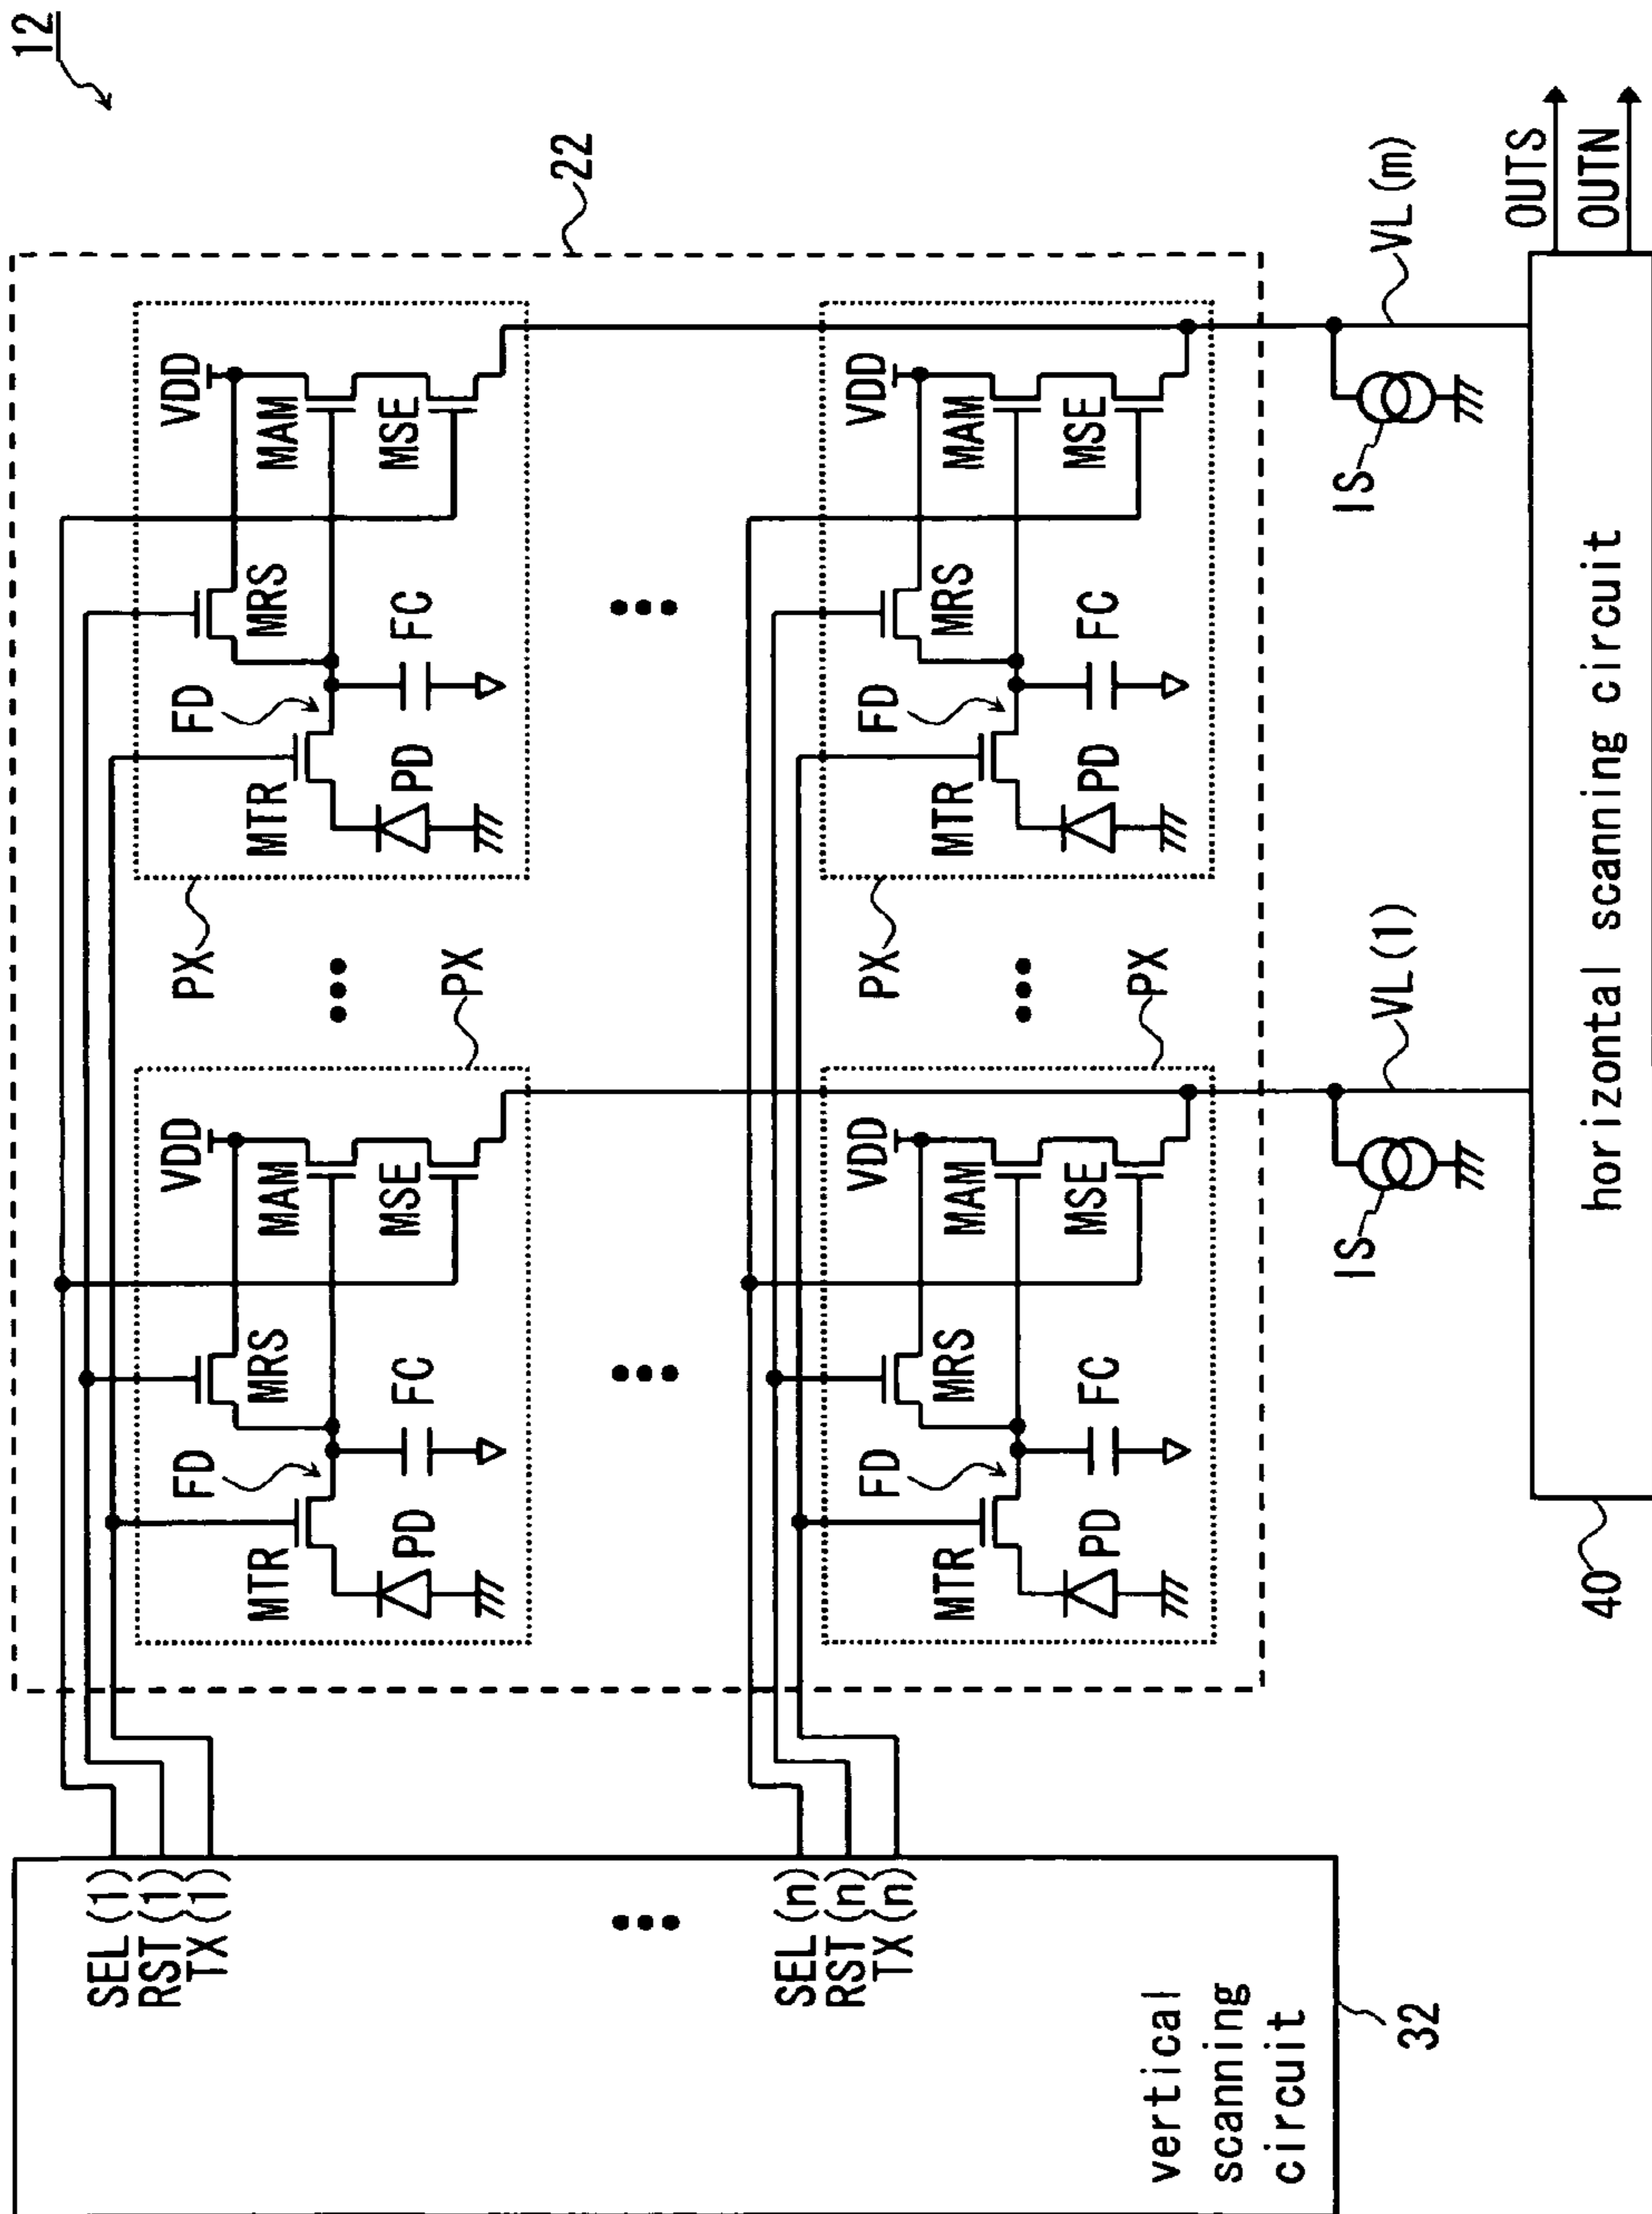 12
22
SEL(1)
RST(1)
TX(1)
VDD
MAM
MSE
MRS
FD
FC
MTR
PD
PX
VDD
MAM
MSE
MRS
FD
FC
MTR
PD
PX
SEL(n)
RST(n)
TX(n)
VDD
MAM
MSE
MRS
FD
FC
MTR
PD
PX
VDD
MAM
MSE
MRS
FD
FC
MTR
PD
PX
vertical
scanning
circuit
32
IS
VL(1)
IS
VL(m)
OUTS
OUTN
horizontal scanning circuit
40